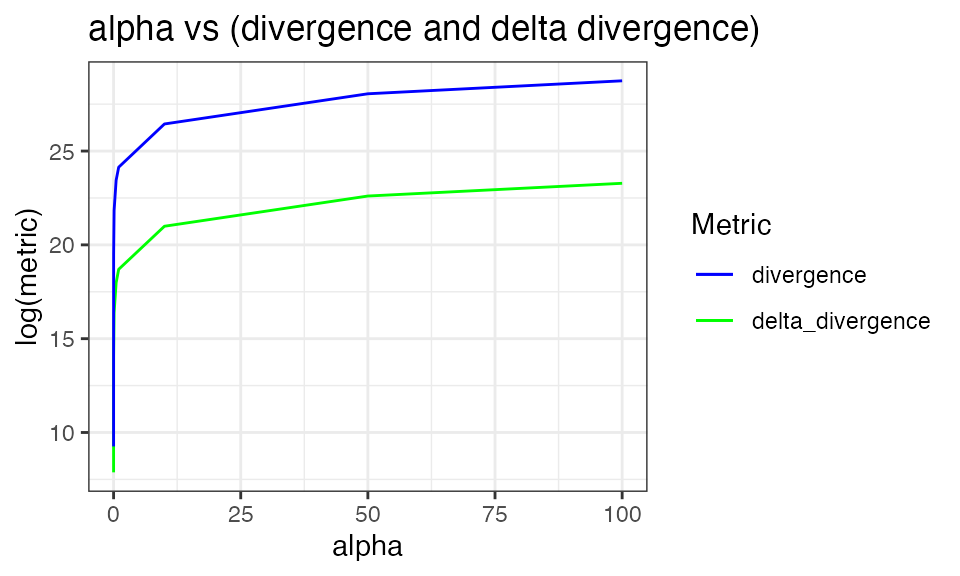 alpha vs (divergence and delta divergence)
log(metric)
25
20
15
10
0
25
50
75
100
alpha
Metric
divergence
delta_divergence